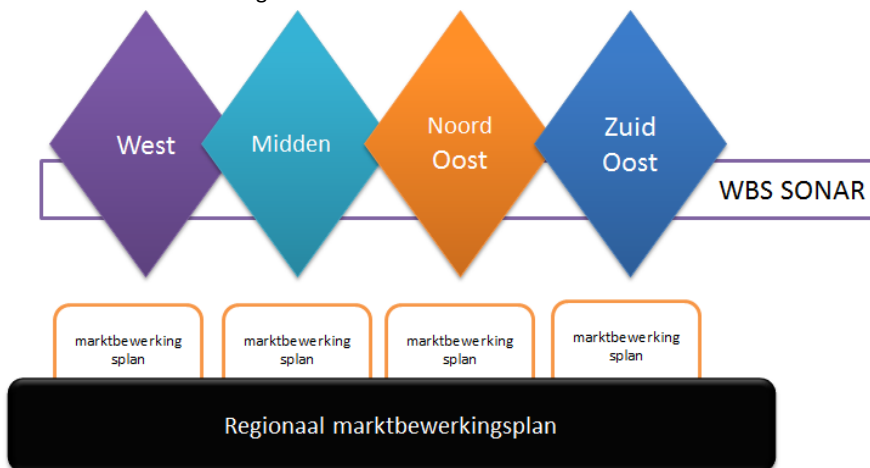 West
Midden
Noord
Oost
Zuid
Oost
WBS SONAR
marktbewerking
splan
marktbewerking
splan
marktbewerking
splan
marktbewerking
splan
Regionaal marktbewerkingsplan